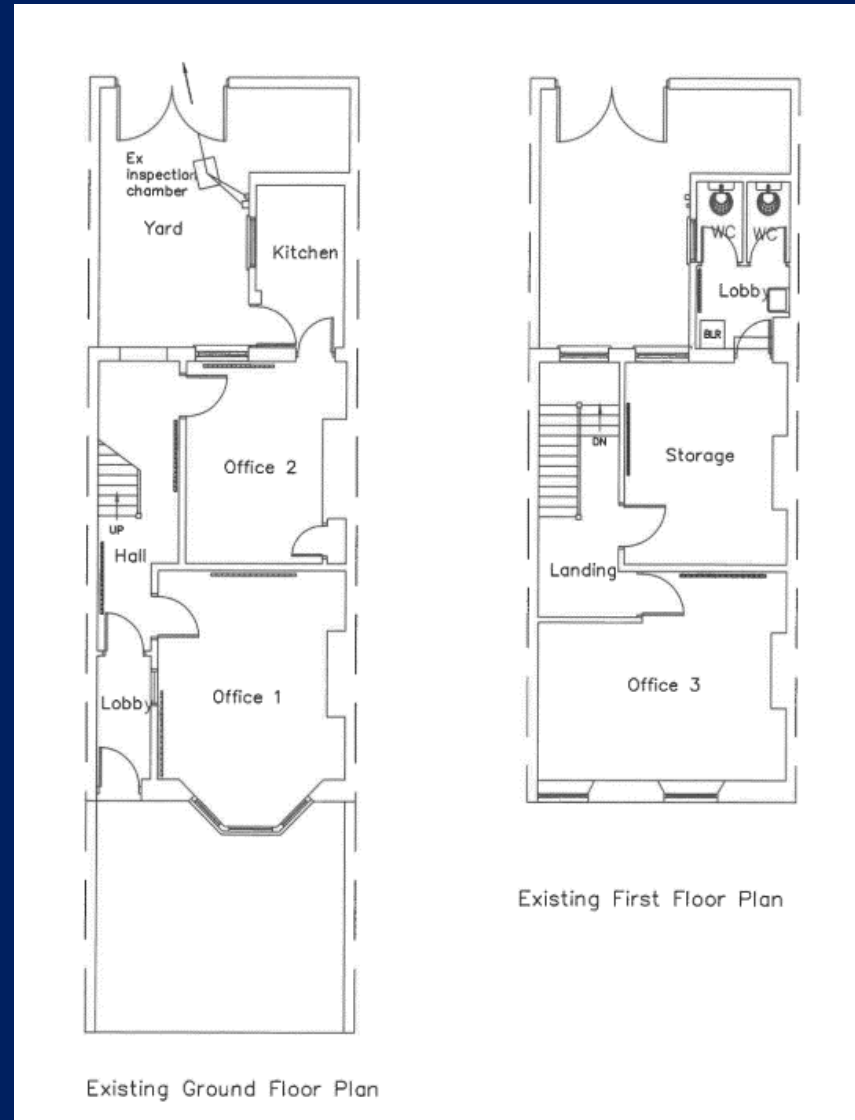 Ex
inspection
chamber
Yard
Kitchen
Office 2
UP
Hall
Office 1
Lobby
Existing Ground Floor Plan
WC
WC
Lobby
BLR
DN
Storage
Landing
Office 3
Existing First Floor Plan